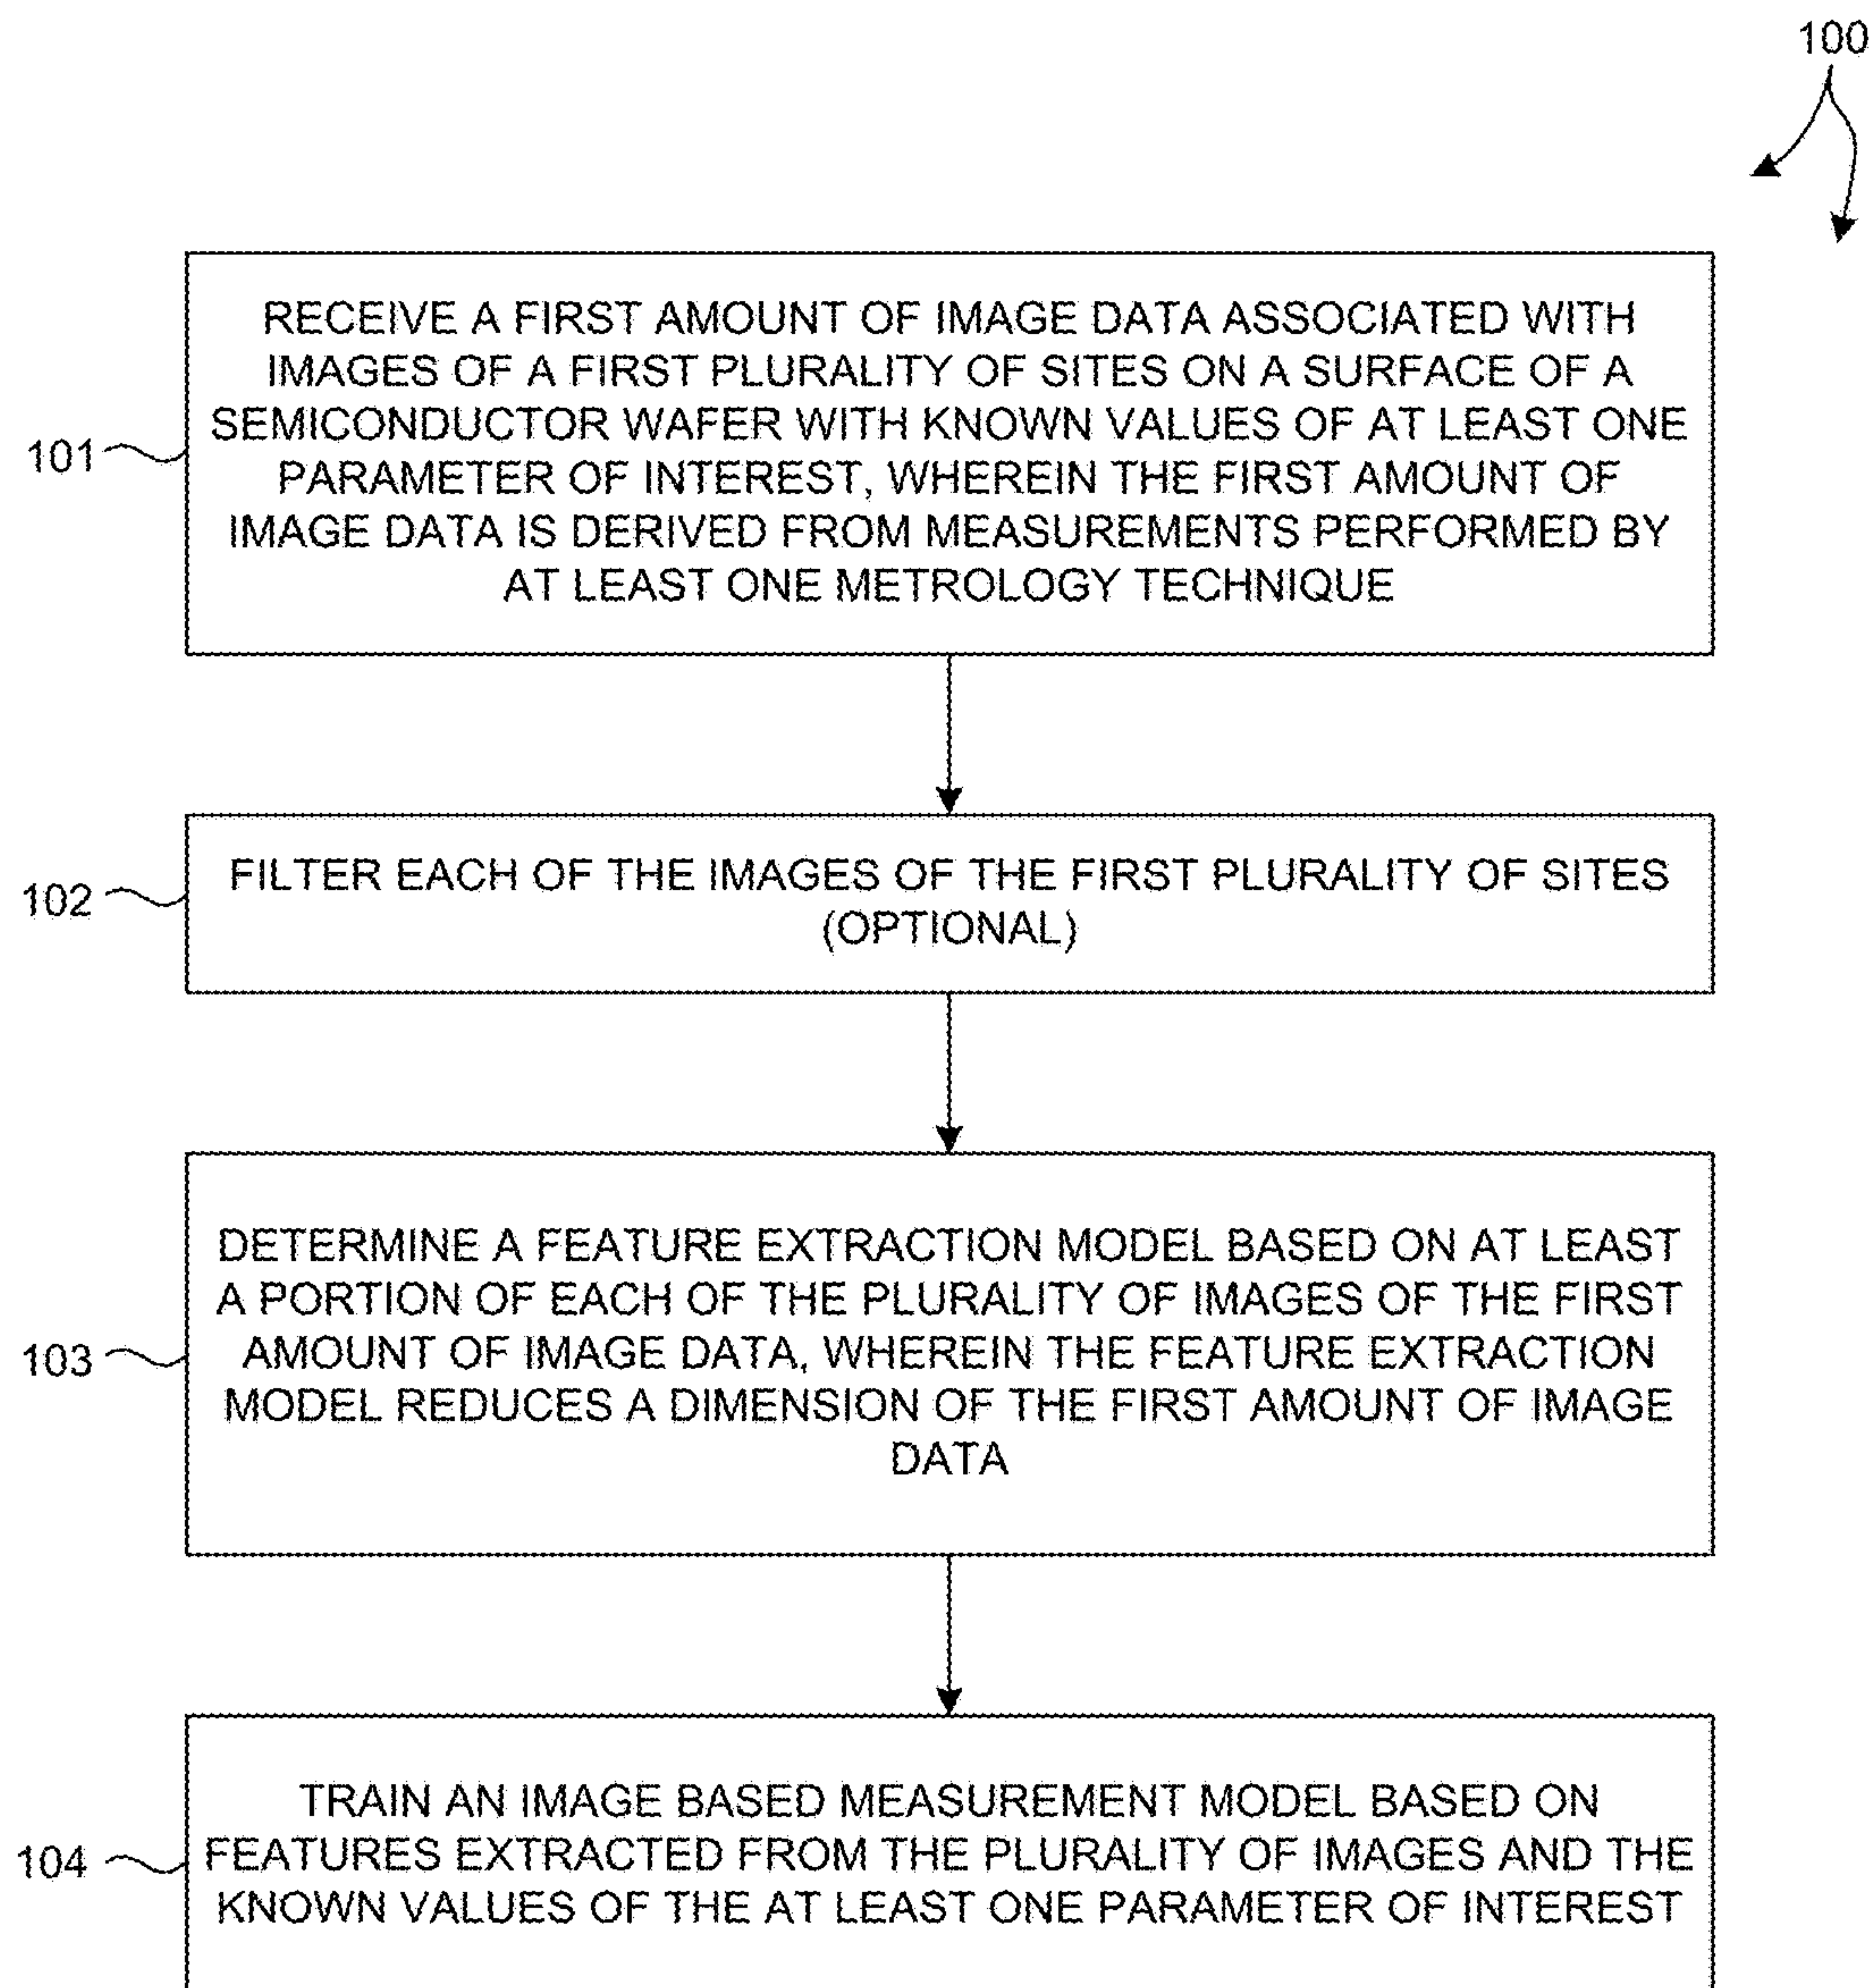 100
RECEIVE A FIRST AMOUNT OF IMAGE DATA ASSOCIATED WITH
IMAGES OF A FIRST PLURALITY OF SITES ON A SURFACE OF A
SEMICONDUCTOR WAFER WITH KNOWN VALUES OF AT LEAST ONE
PARAMETER OF INTEREST, WHEREIN THE FIRST AMOUNT OF
IMAGE DATA IS DERIVED FROM MEASUREMENTS PERFORMED BY
AT LEAST ONE METROLOGY TECHNIQUE
101
FILTER EACH OF THE IMAGES OF THE FIRST PLURALITY OF SITES
(OPTIONAL)
102
DETERMINE A FEATURE EXTRACTION MODEL BASED ON AT LEAST
A PORTION OF EACH OF THE PLURALITY OF IMAGES OF THE FIRST
AMOUNT OF IMAGE DATA, WHEREIN THE FEATURE EXTRACTION
MODEL REDUCES A DIMENSION OF THE FIRST AMOUNT OF IMAGE
DATA
103
TRAIN AN IMAGE BASED MEASUREMENT MODEL BASED ON
FEATURES EXTRACTED FROM THE PLURALITY OF IMAGES AND THE
KNOWN VALUES OF THE AT LEAST ONE PARAMETER OF INTEREST
104